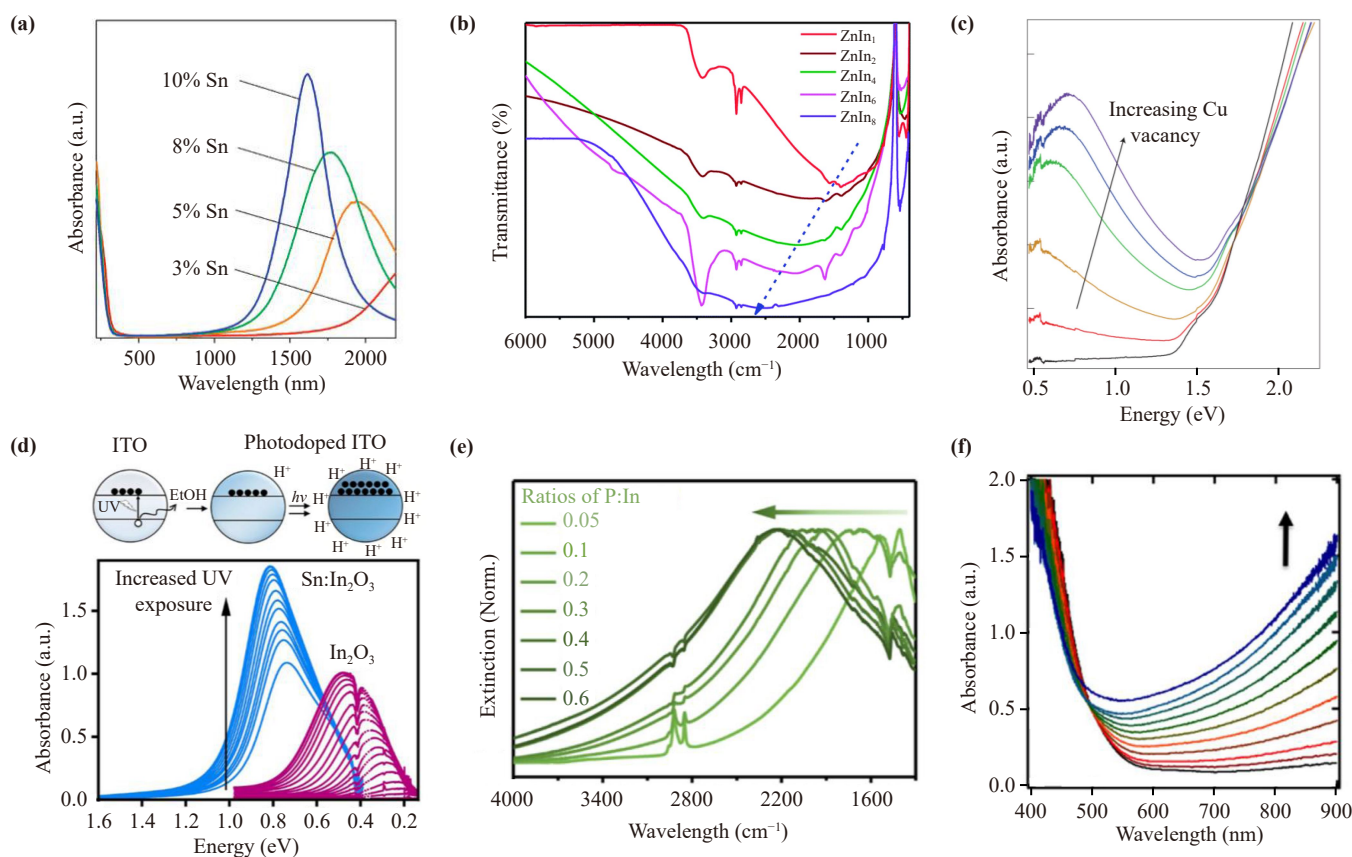 (a)
10% Sn
8% Sn
5% Sn
3% Sn
Absorbance (a.u.)
500 1000 1500 2000
Wavelength (nm)
(b)
ZnIn₁
ZnIn₂
ZnIn₄
ZnIn₆
ZnIn₈
Transmittance (%)
6000 5000 4000 3000 2000 1000
Wavelength (cm⁻¹)
(c)
Increasing Cu
vacancy
Absorbance (a.u.)
0.5 1.0 1.5 2.0
Energy (eV)
(d)
ITO Photodoped ITO
H⁺ H⁺ H⁺ H⁺
EtOH hν H⁺ H⁺
UV
H⁺ H⁺
H⁺ H⁺ H⁺
Increased UV
exposure
Sn:In₂O₃
In₂O₃
Absorbance (a.u.)
1.5
1.0
0.5
0.0
1.6 1.2 1.0 0.8 0.6 0.4 0.2
Energy (eV)
(e)
Ratios of P:In
0.05
0.1
0.2
0.3
0.4
0.5
0.6
Extinction (Norm.)
4000 3400 2800 2200 1600
Wavelength (cm⁻¹)
(f)
Absorbance (a.u.)
2.0
1.5
1.0
0.5
0.0
400 500 600 700 800 900
Wavelength (nm)